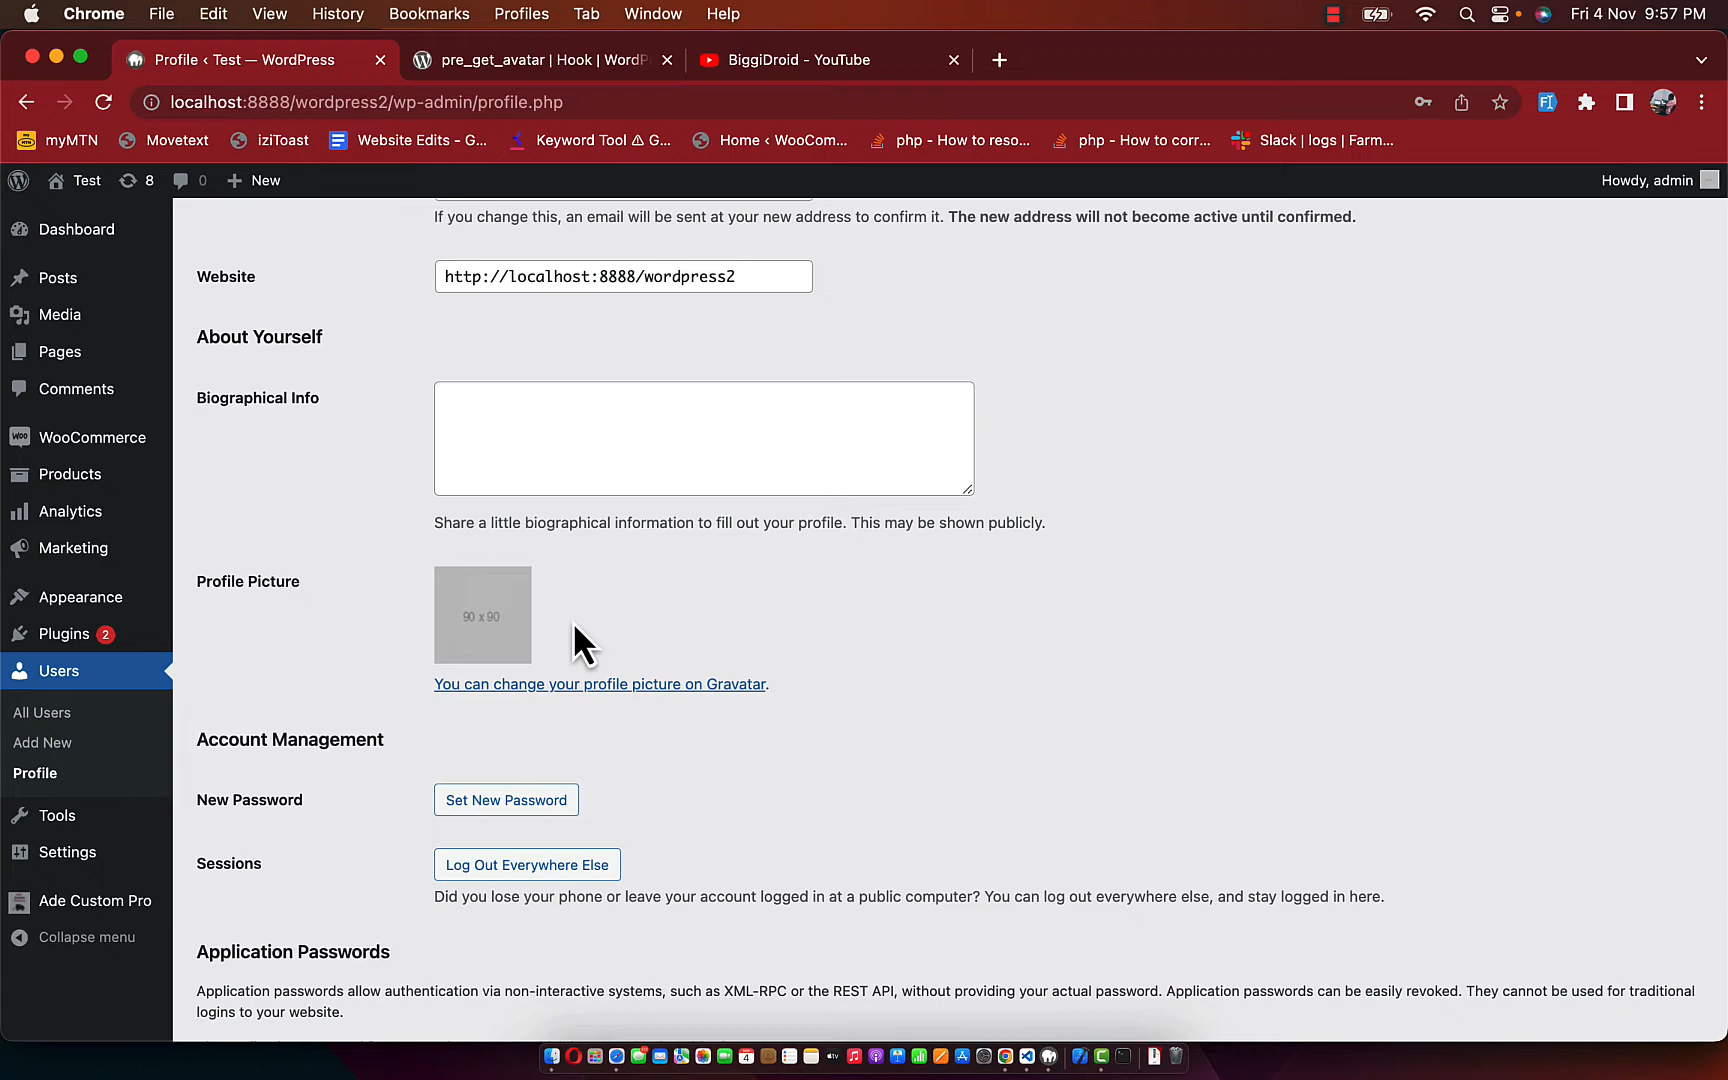 Chrome File Edit View History Bookmarks Profiles Tab Window Help Fri 4 Nov 9:57 PM
Profile ‹ Test — WordPress pre_get_avatar | Hook | WordP BiggiDroid - YouTube
localhost:8888/wordpress2/wp-admin/profile.php
myMTN Movetext iziToast Website Edits - G... Keyword Tool ⚠ G... Home ‹ WooCom... php - How to reso... php - How to corr... Slack | logs | Farm...
Test 8 0 + New Howdy, admin
Dashboard
Posts
Media
Pages
Comments
WooCommerce
Products
Analytics
Marketing
Appearance
Plugins 2
Users
All Users
Add New
Profile
Tools
Settings
Ade Custom Pro
Collapse menu
If you change this, an email will be sent at your new address to confirm it. The new address will not become active until confirmed.
Website http://localhost:8888/wordpress2
About Yourself
Biographical Info
Share a little biographical information to fill out your profile. This may be shown publicly.
Profile Picture
90 x 90
You can change your profile picture on Gravatar.
Account Management
New Password Set New Password
Sessions Log Out Everywhere Else
Did you lose your phone or leave your account logged in at a public computer? You can log out everywhere else, and stay logged in here.
Application Passwords
Application passwords allow authentication via non-interactive systems, such as XML-RPC or the REST API, without providing your actual password. Application passwords can be easily revoked. They cannot be used for traditional
logins to your website.